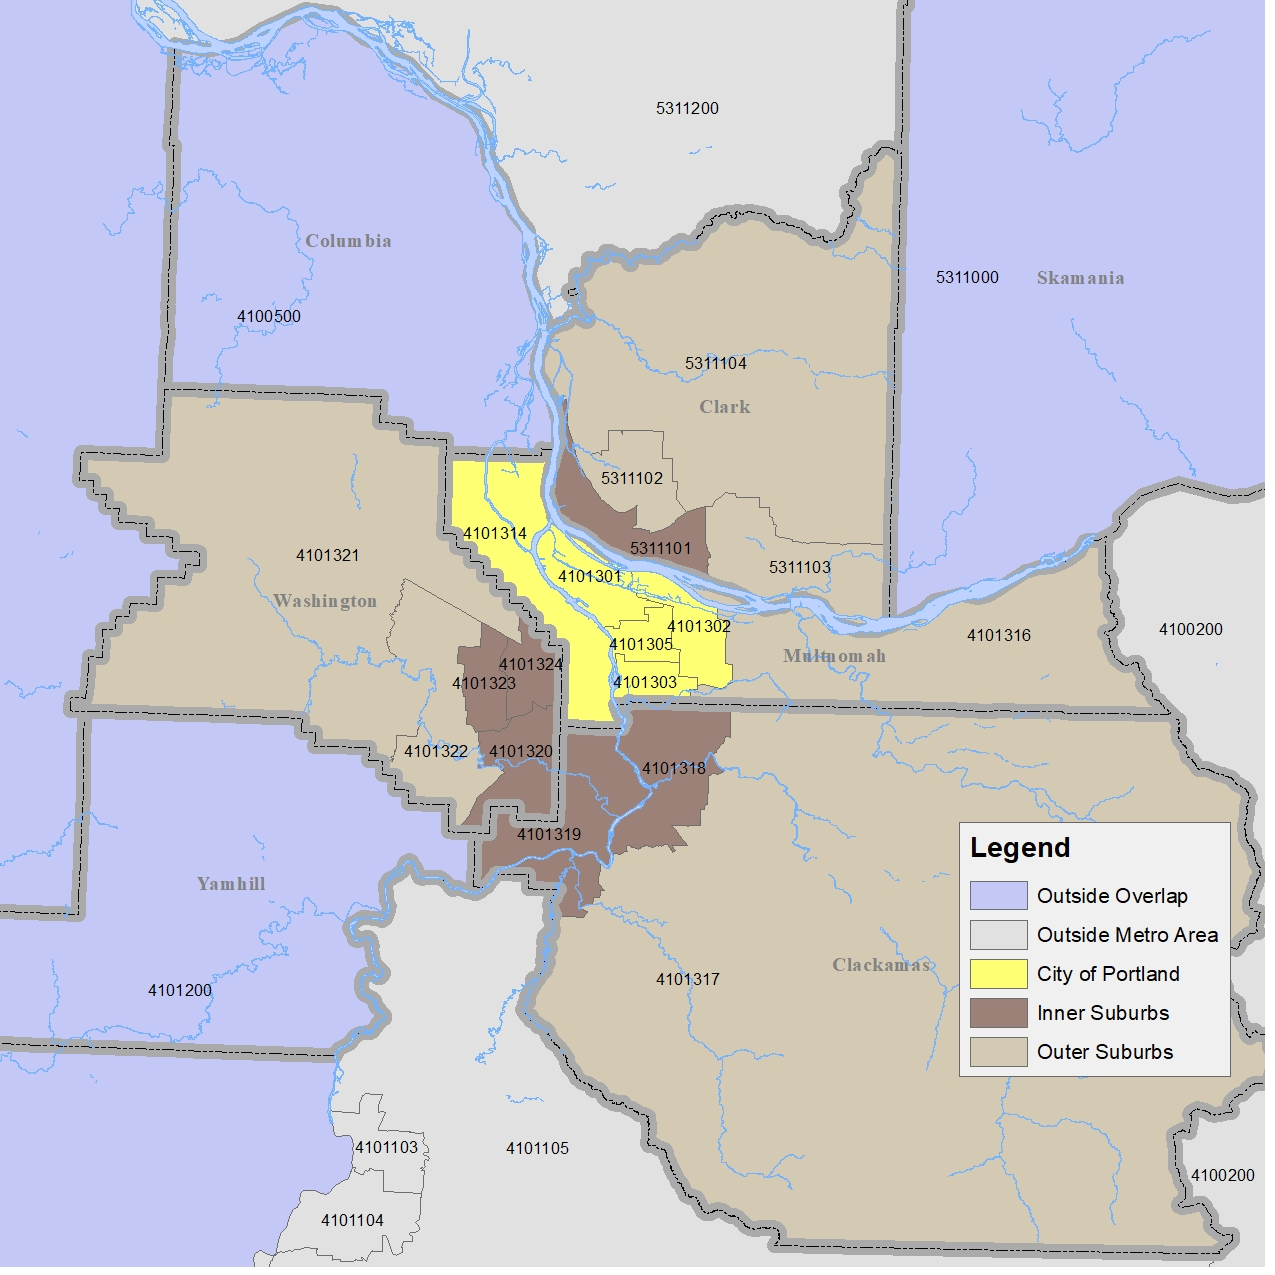 5311200
Columbia
5311000
Skamania
4100500
5311104
Clark
5311102
4101314
5311101
4101321
5311103
4101301
Washington
4101302
4101316
4100200
4101305
Multnomah
4101324
4101323
4101303
4101322
4101320
4101318
4101319
Legend
Yamhill
Outside Overlap
Outside Metro Area
Clackamas
City of Portland
4101317
4101200
Inner Suburbs
Outer Suburbs
4101103
4101105
4100200
4101104